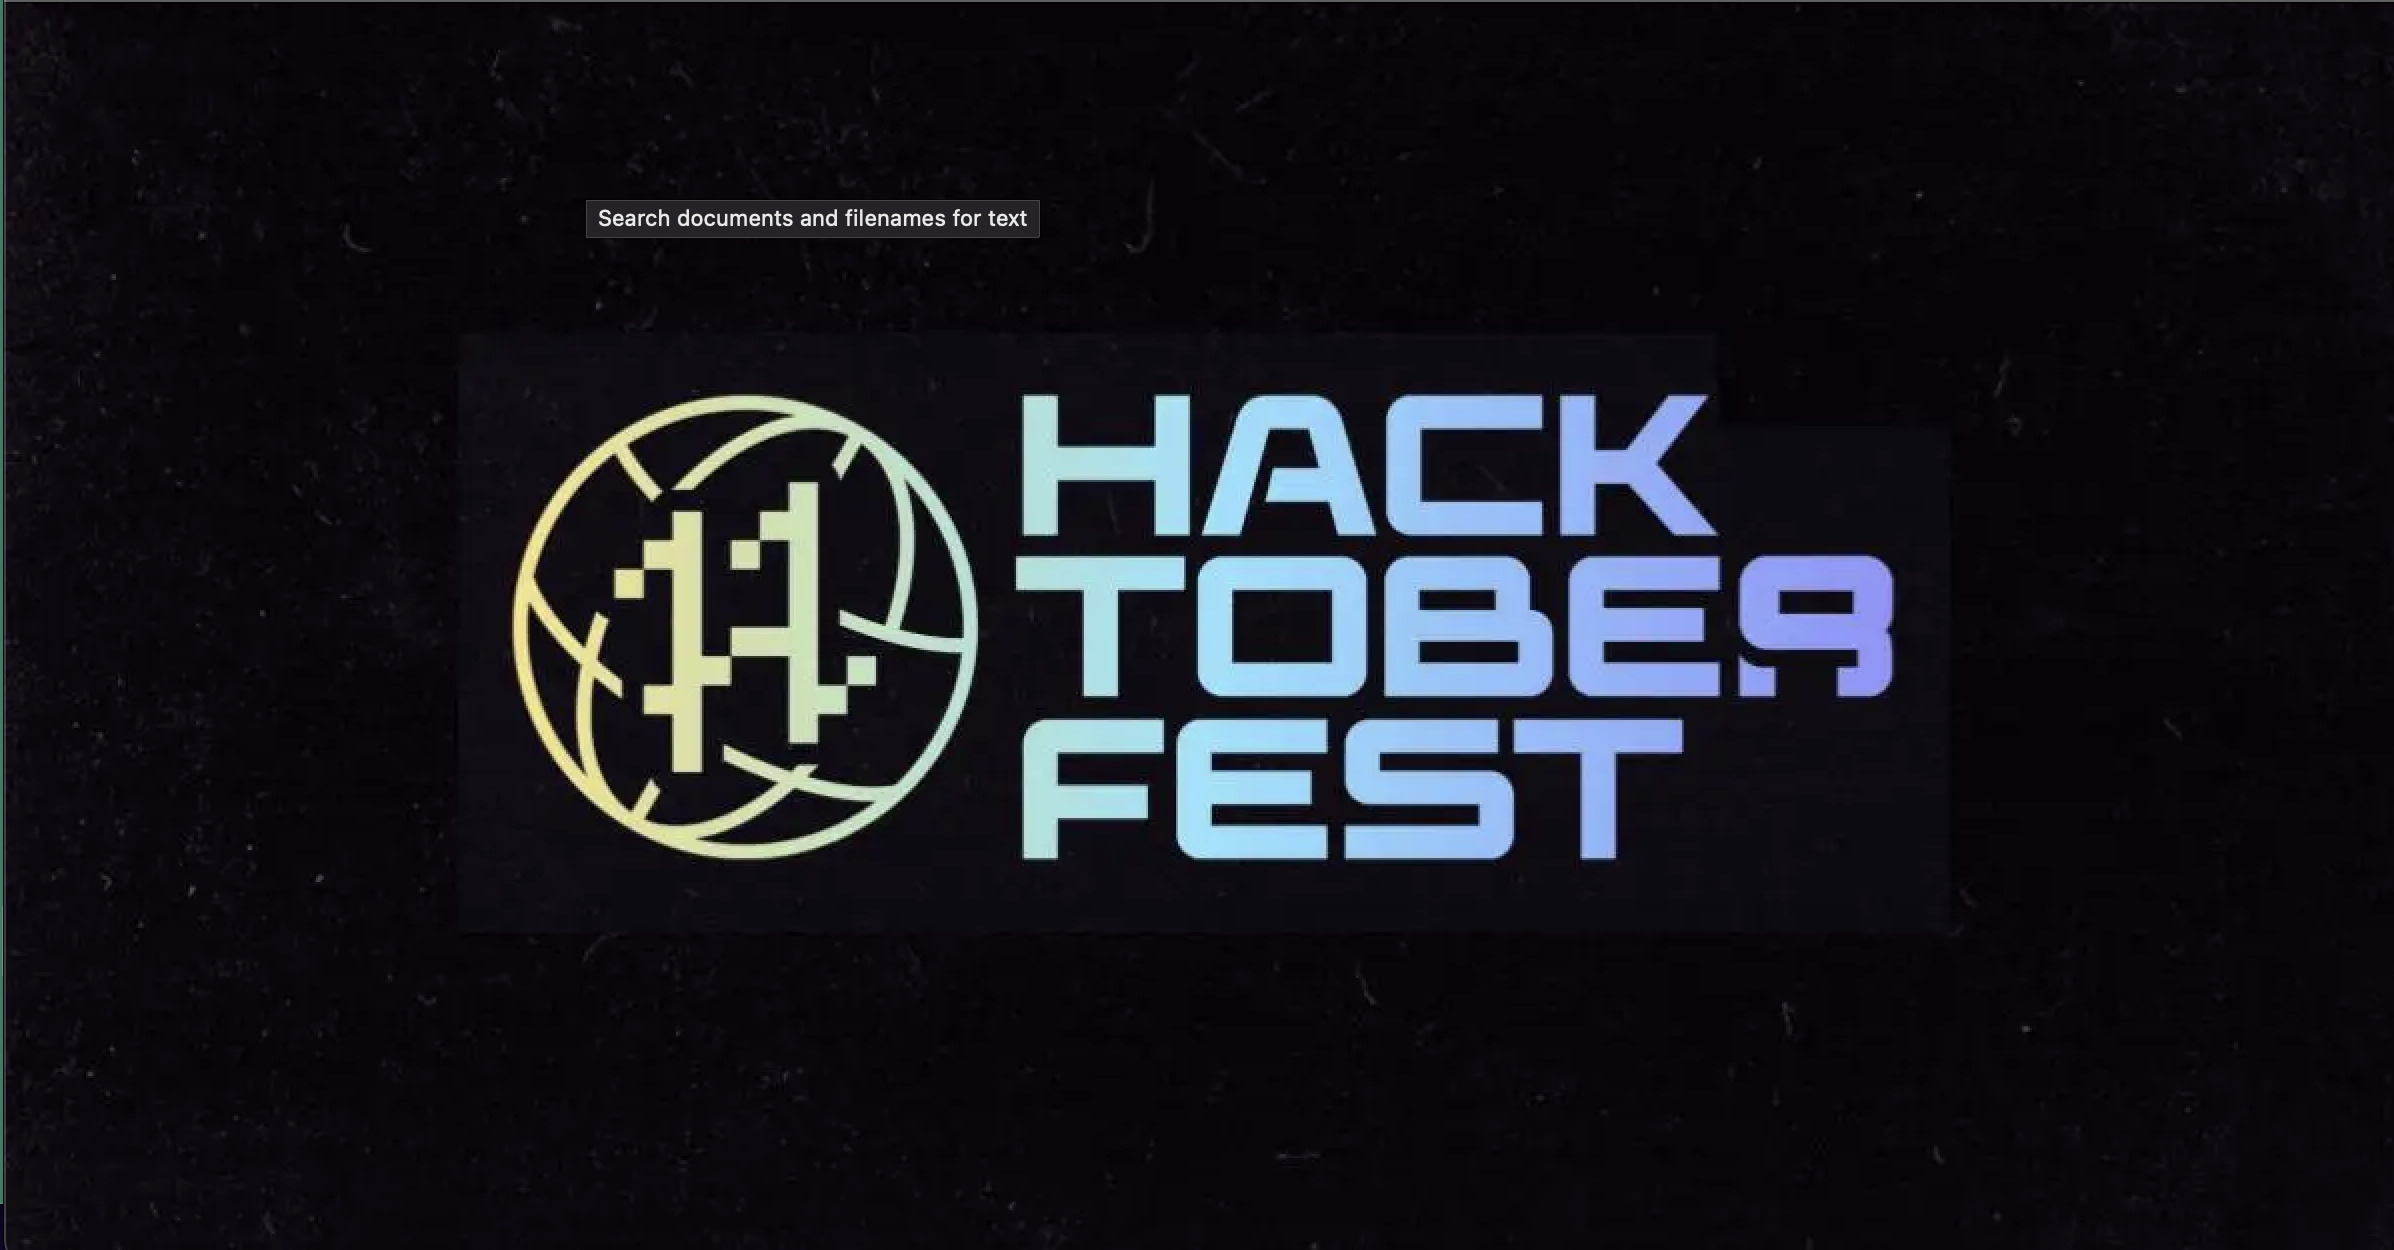 Search documents and filenames for text
HACK
TOBER
FEST